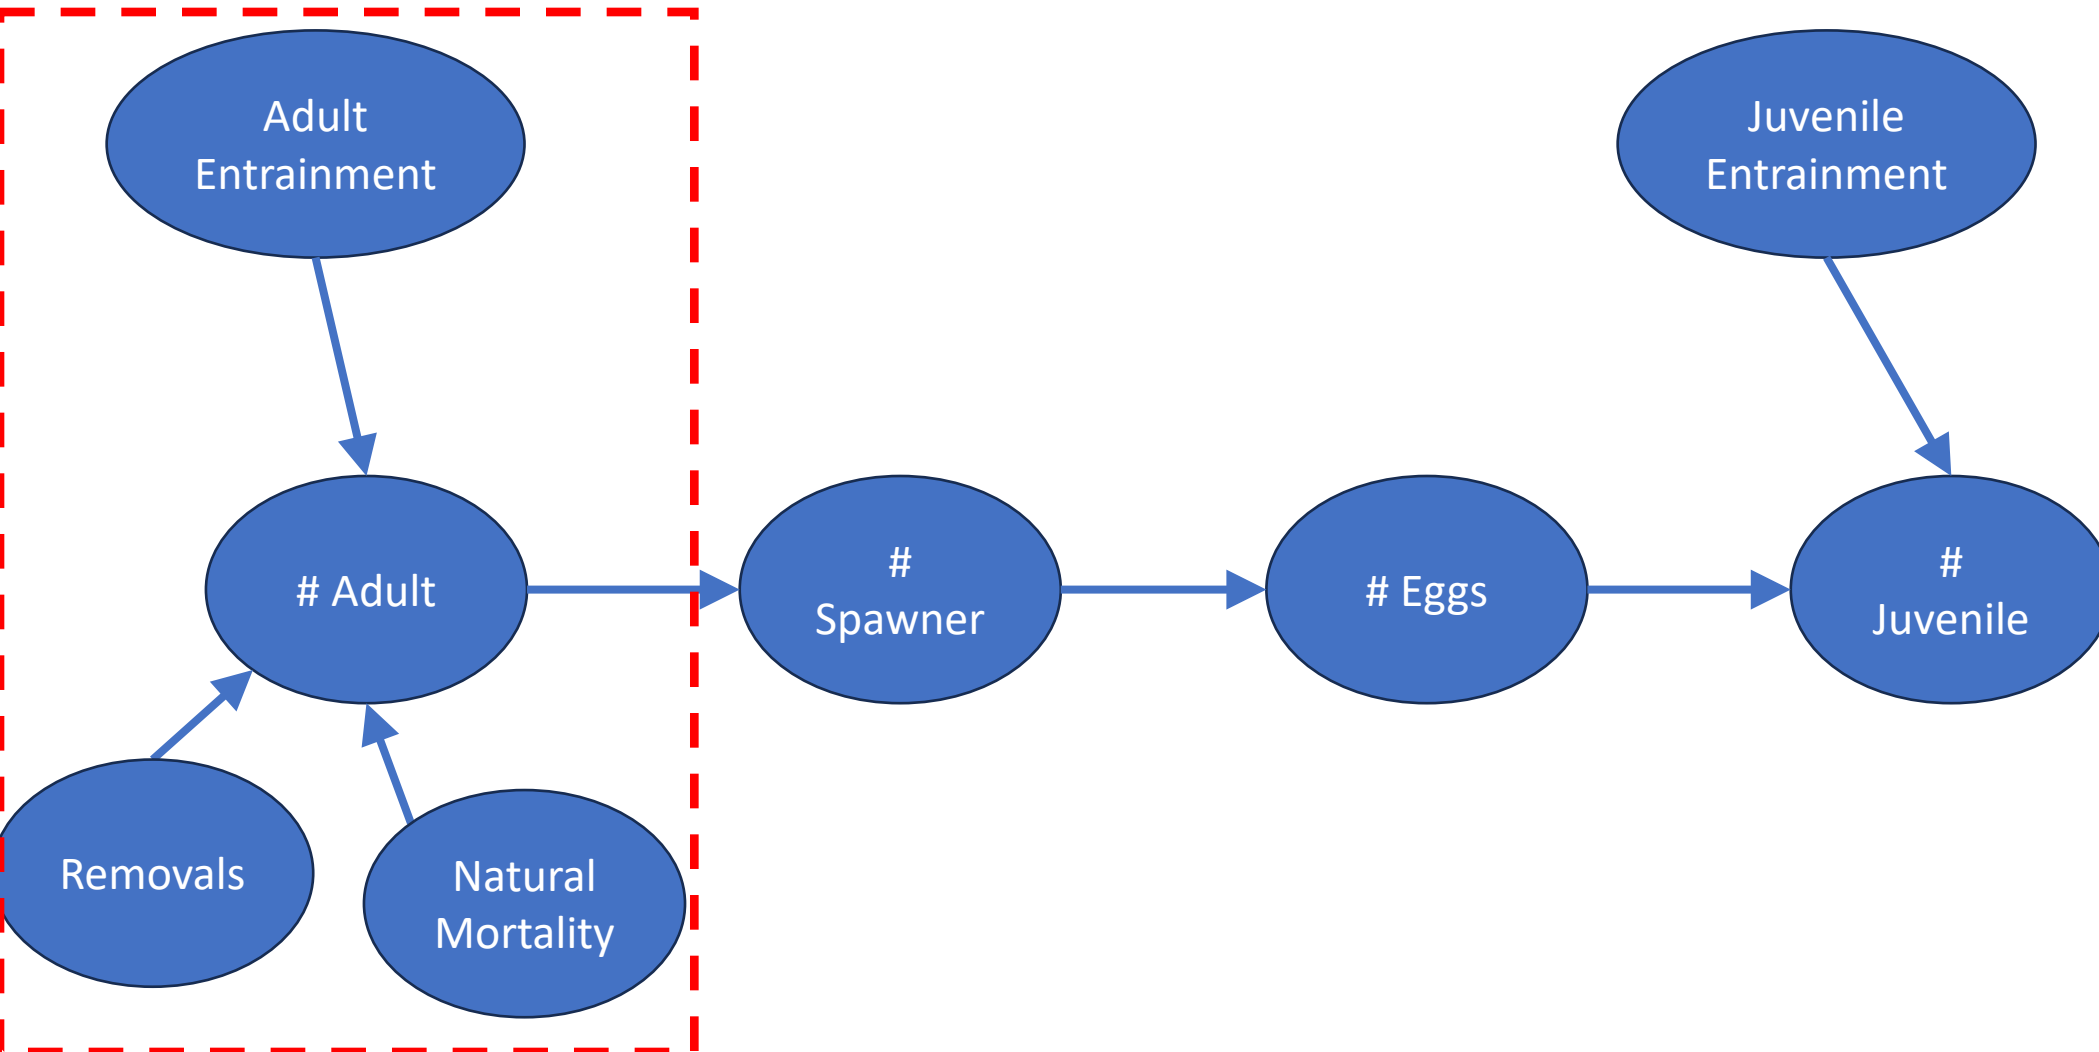 Adult
Entrainment
Juvenile
Entrainment
# Adult
#
Spawner
# Eggs
#
Juvenile
Removals
Natural
Mortality